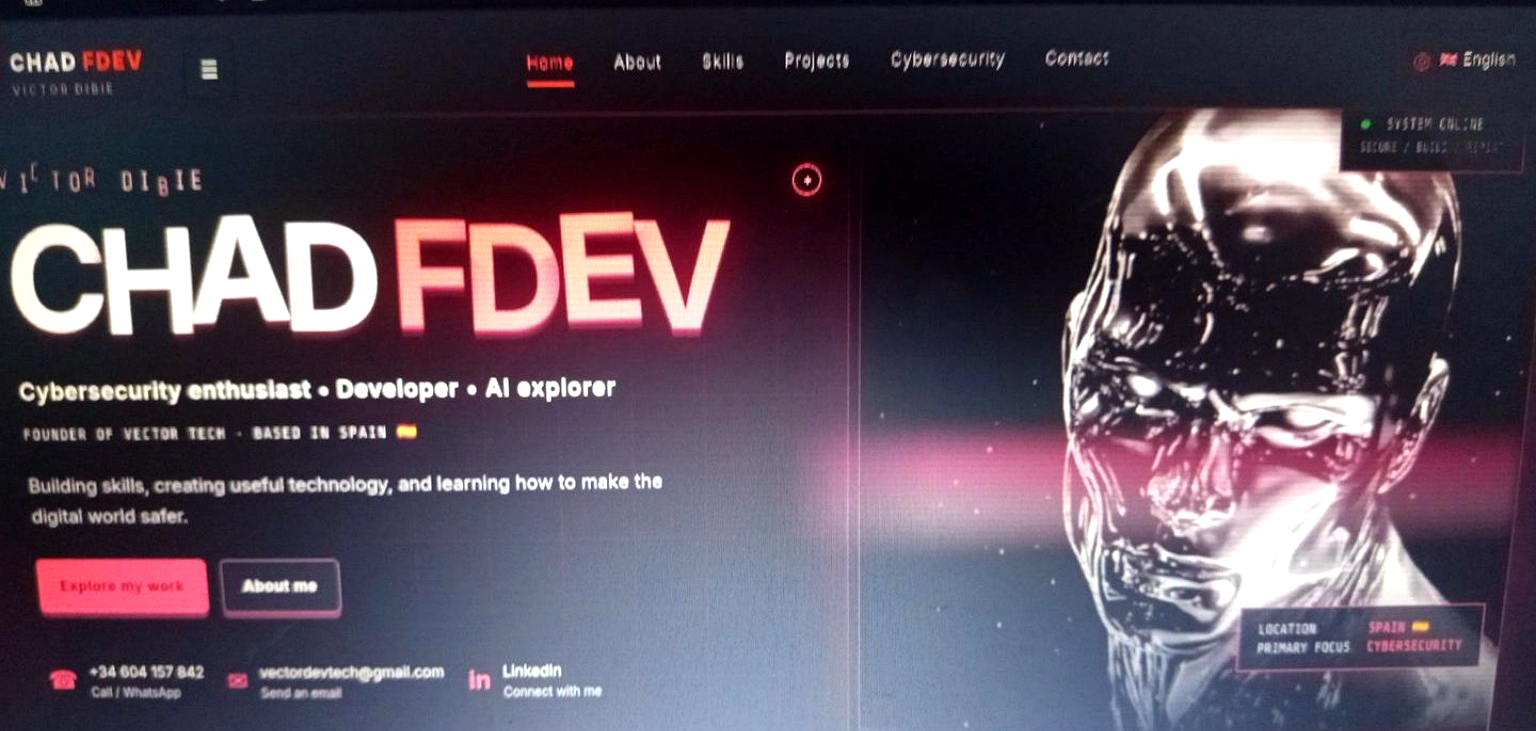 CHAD FDEV
VICTOR DIBIE
Home About Skills Projects Cybersecurity Contact
English
SYSTEM ONLINE
SECURE / BUILD /
VICTOR DIBIE
CHAD FDEV
Cybersecurity enthusiast • Developer • AI explorer
FOUNDER OF VECTOR TECH · BASED IN SPAIN 🇪🇸
Building skills, creating useful technology, and learning how to make the
digital world safer.
Explore my work About me
+34 604 157 842
Call / WhatsApp
vectordevtech@gmail.com
Send an email
in LinkedIn
Connect with me
LOCATION SPAIN 🇪🇸
PRIMARY FOCUS CYBERSECURITY